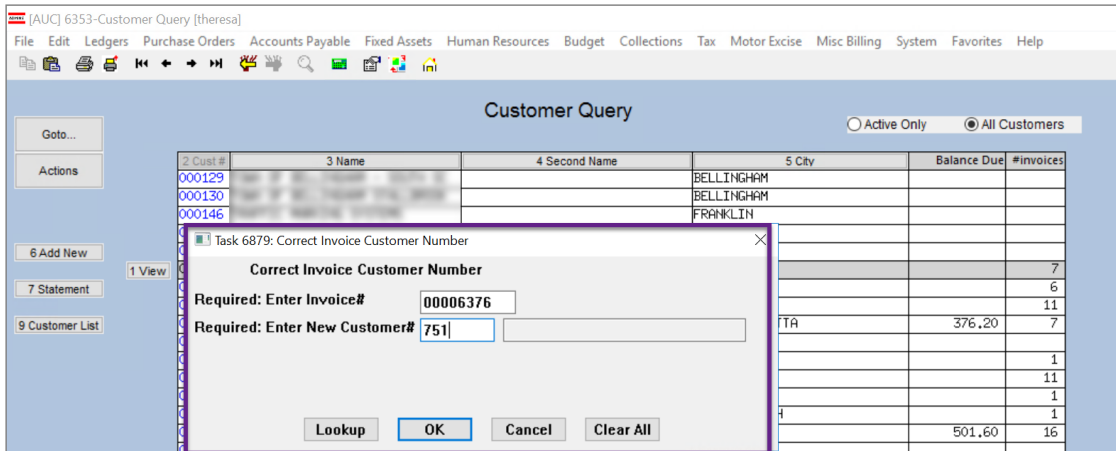 [AUC] 6353-Customer Query [theresa]
File Edit Ledgers Purchase Orders Accounts Payable Fixed Assets Human Resources Budget Collections Tax Motor Excise Misc Billing System Favorites Help
Customer Query
Active Only All Customers
Goto...
Actions
2 Cust # 3 Name 4 Second Name 5 City Balance Due #invoices
000129 BELLINGHAM
000130 BELLINGHAM
000146 FRANKLIN
6 Add New
1 View
7 Statement
9 Customer List
Task 6879: Correct Invoice Customer Number
Correct Invoice Customer Number
Required: Enter Invoice# 00006376
Required: Enter New Customer# 751
Lookup OK Cancel Clear All
7
6
11
TTA 376.20 7
1
11
1
H 1
501.60 16